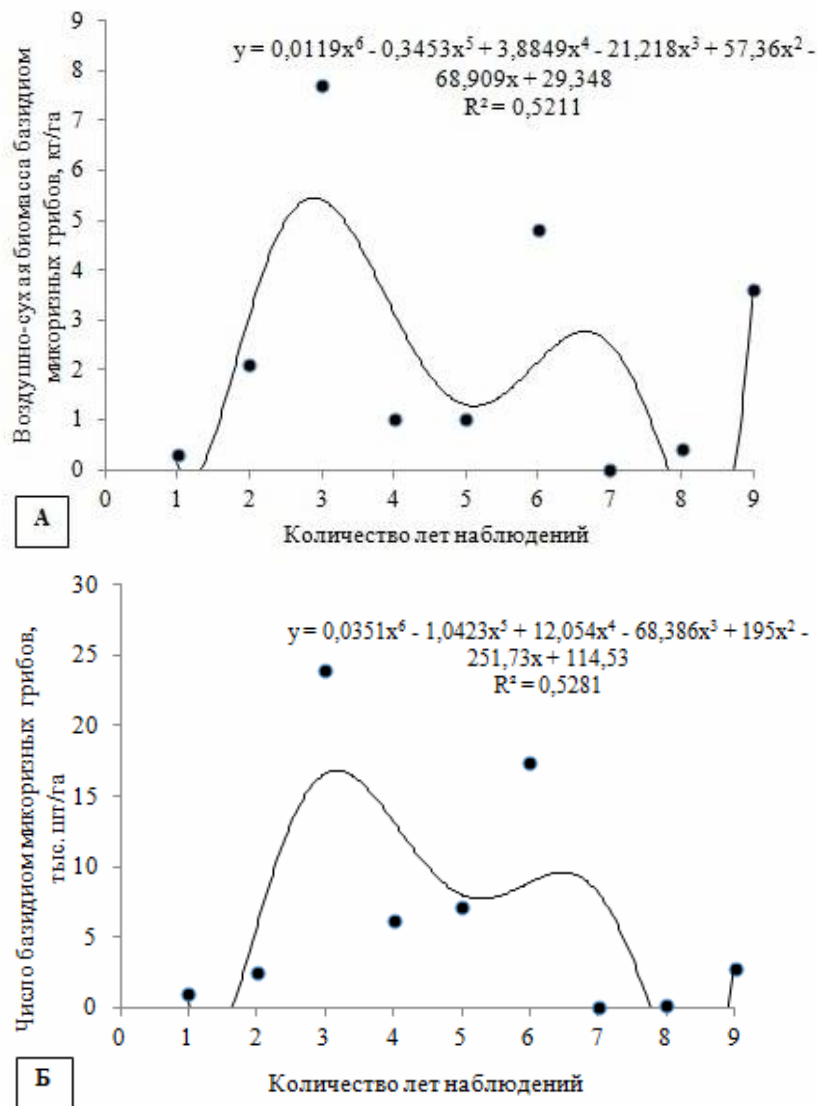 Воздушно-сухая биомасса базидиом
микоризных грибов, кг/га
9
8
7
6
5
4
3
2
1
0
y = 0,0119x⁶ - 0,3453x⁵ + 3,8849x⁴ - 21,218x³ + 57,36x² -
68,909x + 29,348
R² = 0,5211
0 1 2 3 4 5 6 7 8 9
А
Количество лет наблюдений
Число базидиом микоризных грибов,
тыс. шт/га
30
25
20
15
10
5
0
y = 0,0351x⁶ - 1,0423x⁵ + 12,054x⁴ - 68,386x³ + 195x² -
251,73x + 114,53
R² = 0,5281
0 1 2 3 4 5 6 7 8 9
Б
Количество лет наблюдений